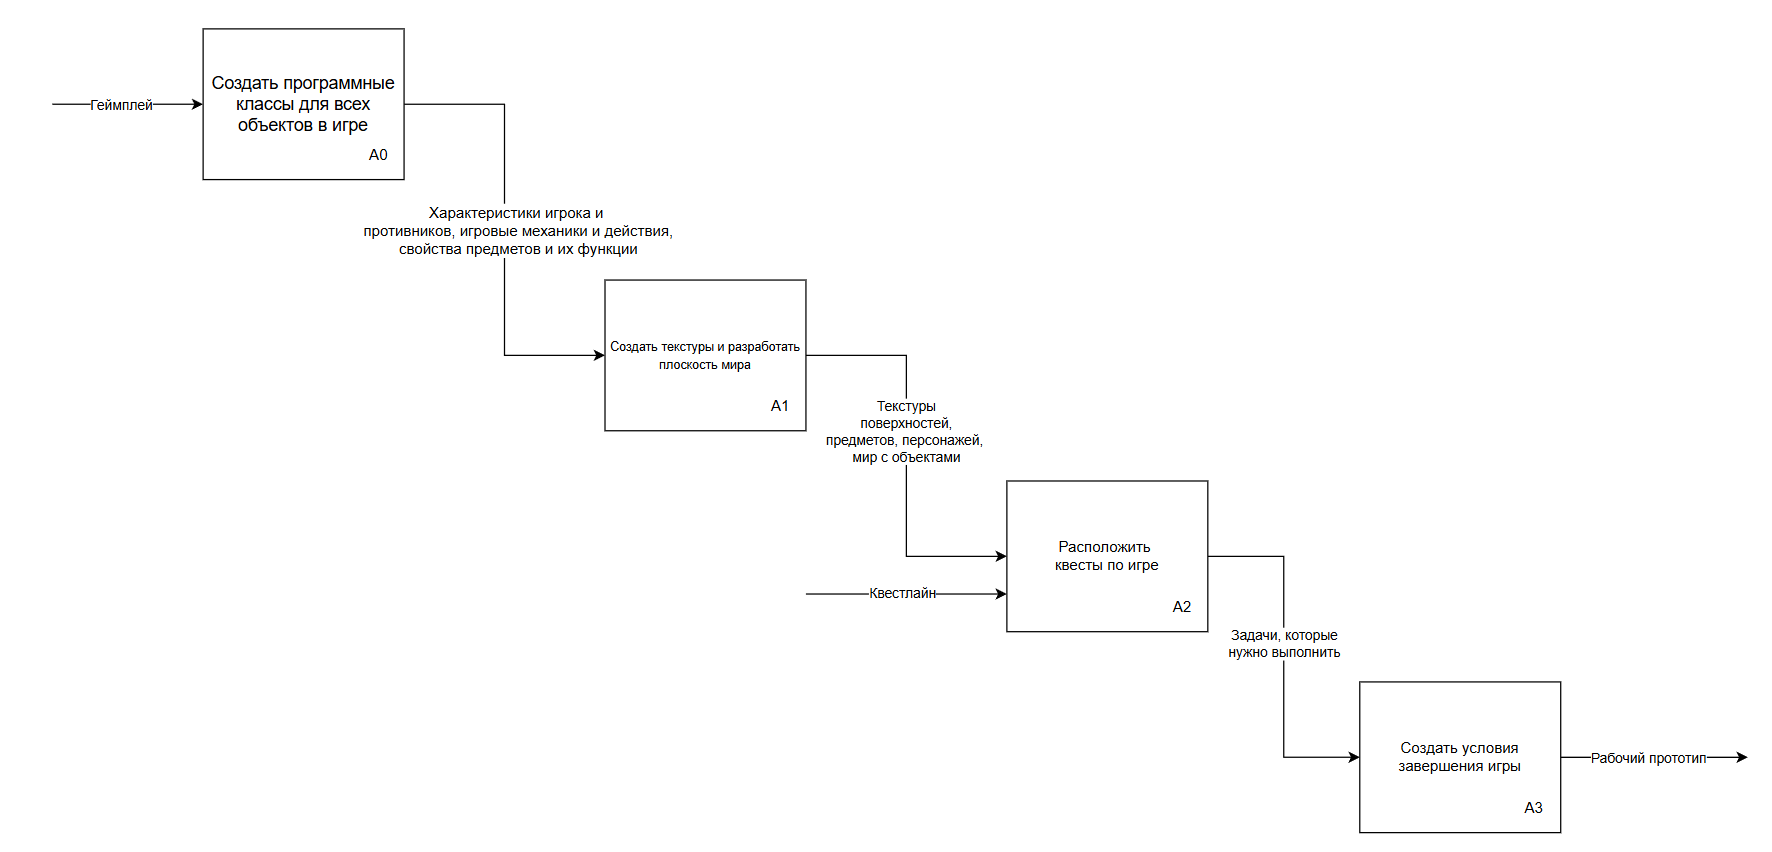 Геймплей
Создать программные
классы для всех
объектов в игре
A0
Характеристики игрока и
противников, игровые механики и действия,
свойства предметов и их функции
Создать текстуры и разработать
плоскость мира
A1
Текстуры
поверхностей,
предметов, персонажей,
мир с объектами
Квестлайн
Расположить
квесты по игре
A2
Задачи, которые
нужно выполнить
Создать условия
завершения игры
A3
Рабочий прототип